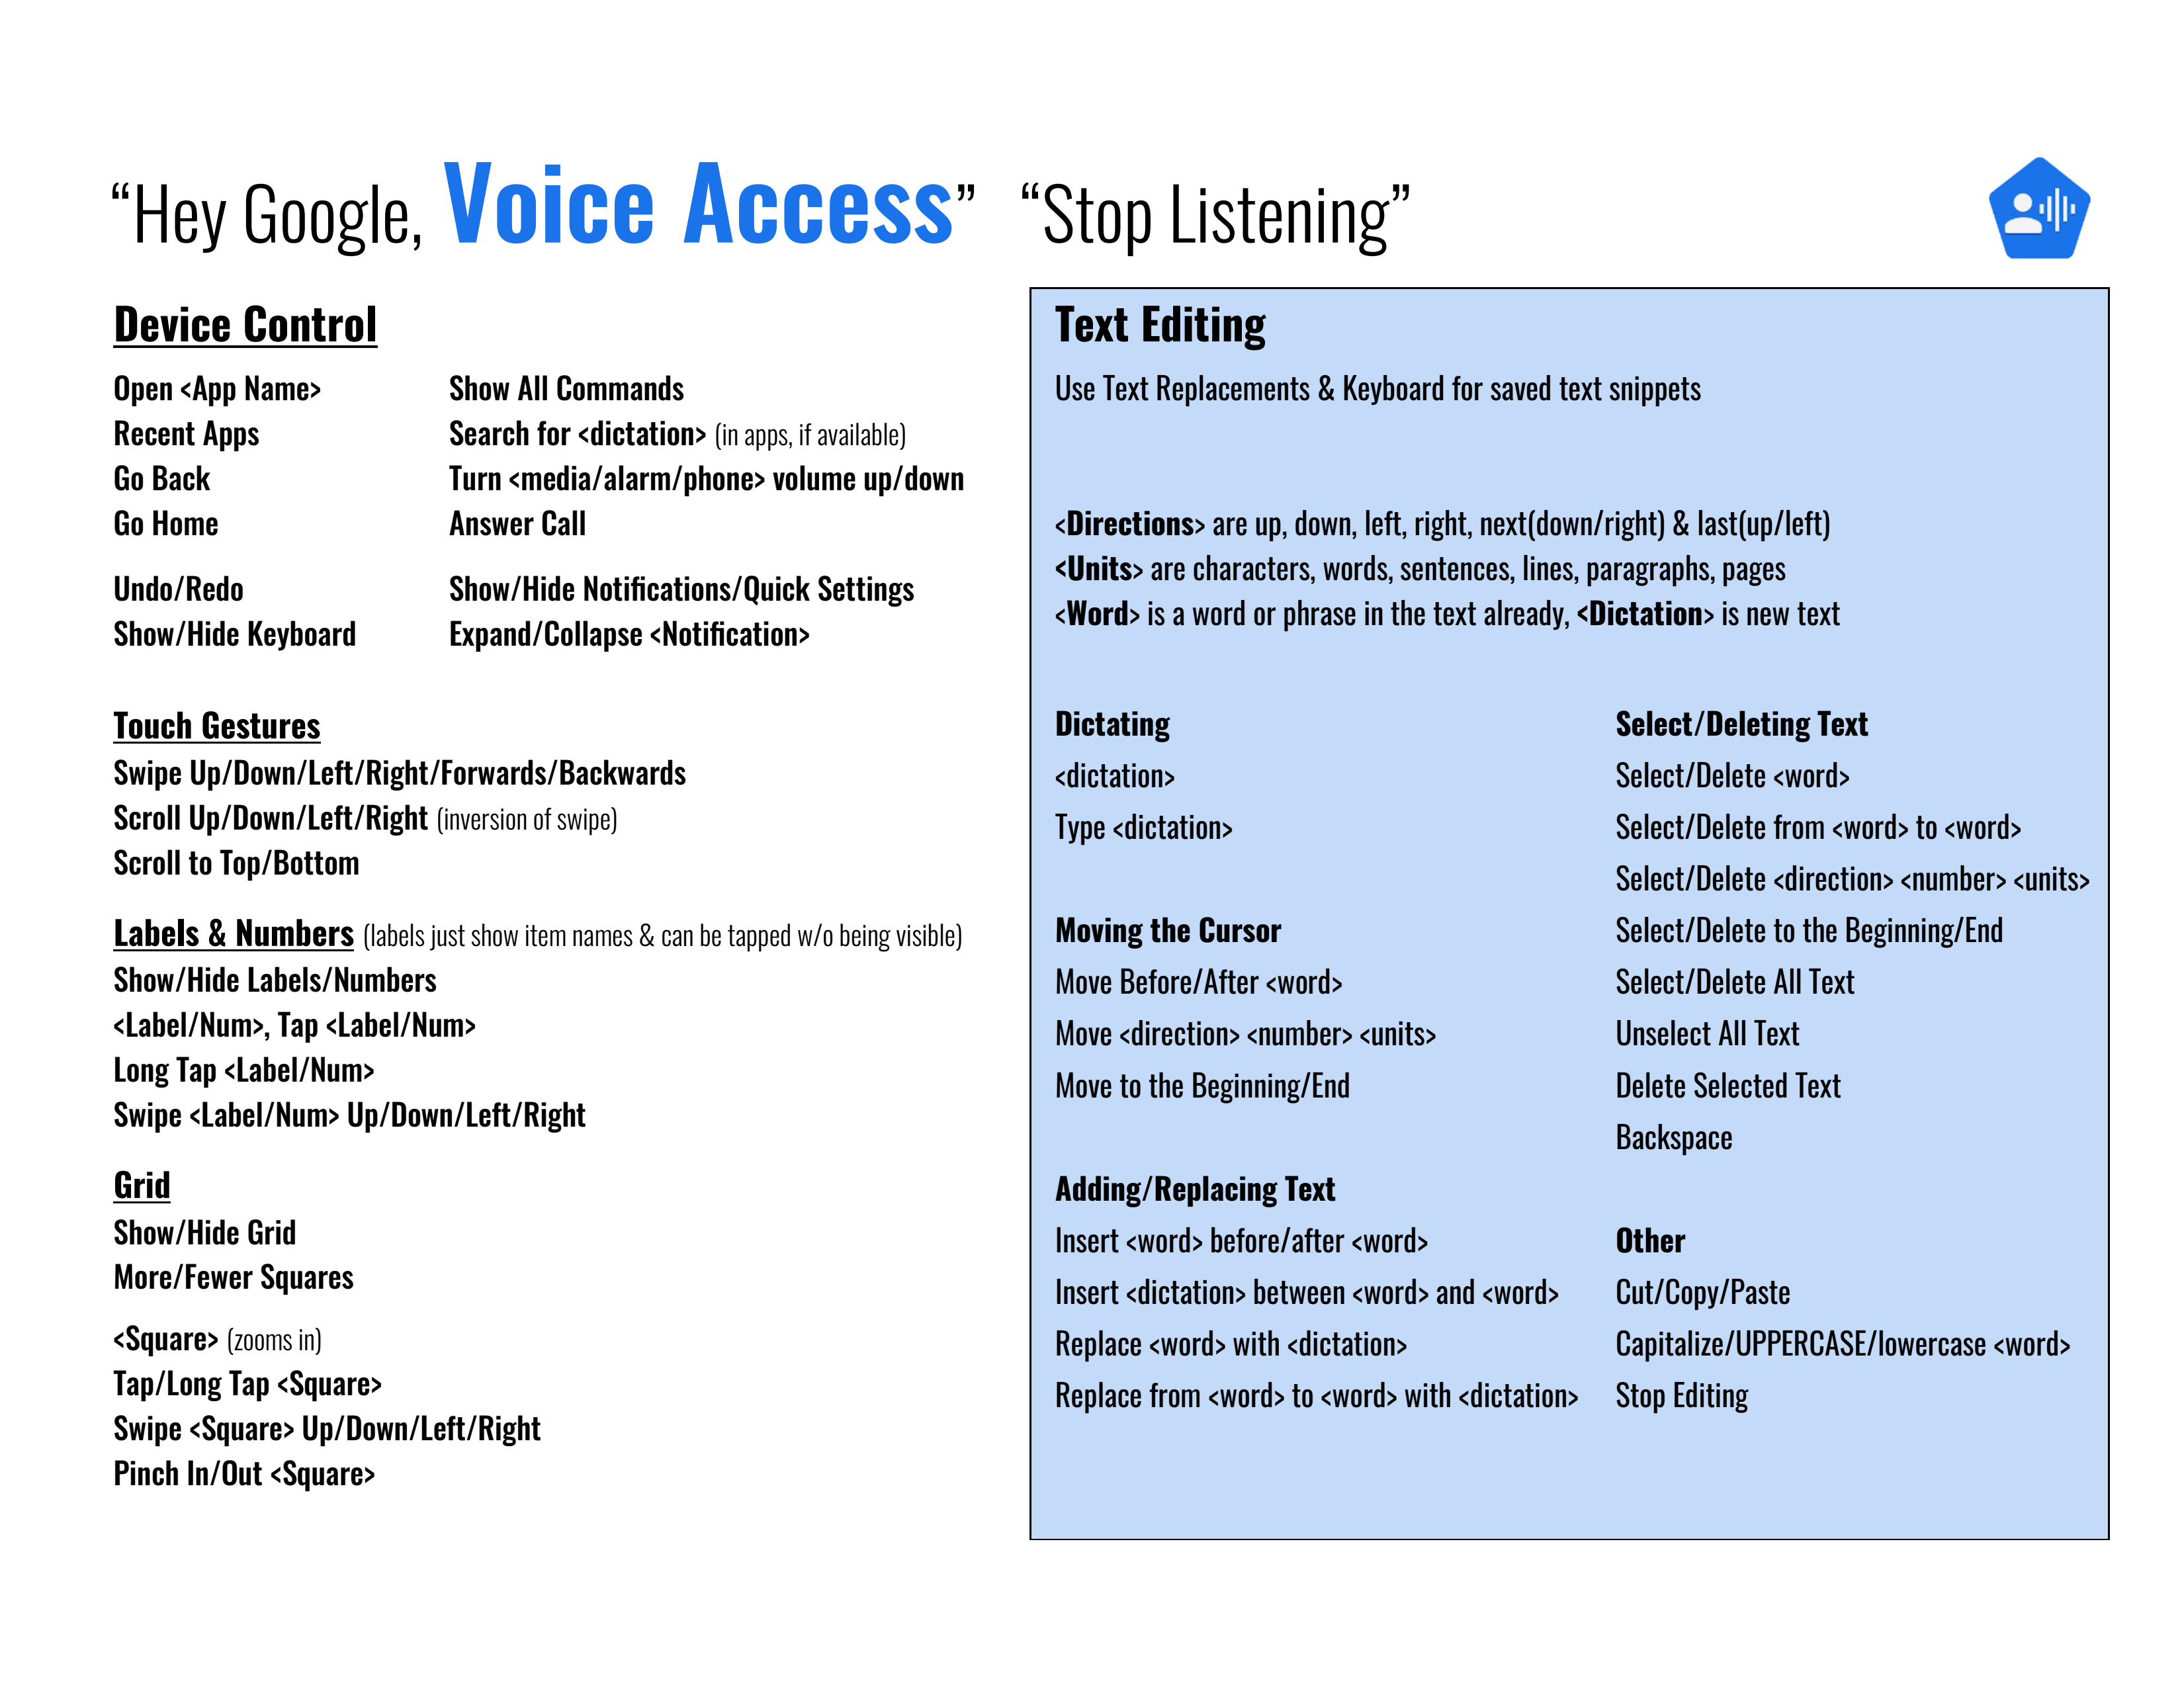 “Hey Google, Voice Access” “Stop Listening”
Device Control
Open <App Name>
Recent Apps
Go Back
Go Home
Undo/Redo
Show/Hide Keyboard
Show All Commands
Search for <dictation> (in apps, if available)
Turn <media/alarm/phone> volume up/down
Answer Call
Show/Hide Notifications/Quick Settings
Expand/Collapse <Notification>
Touch Gestures
Swipe Up/Down/Left/Right/Forwards/Backwards
Scroll Up/Down/Left/Right (inversion of swipe)
Scroll to Top/Bottom
Labels & Numbers (labels just show item names & can be tapped w/o being visible)
Show/Hide Labels/Numbers
<Label/Num>, Tap <Label/Num>
Long Tap <Label/Num>
Swipe <Label/Num> Up/Down/Left/Right
Grid
Show/Hide Grid
More/Fewer Squares
<Square> (zooms in)
Tap/Long Tap <Square>
Swipe <Square> Up/Down/Left/Right
Pinch In/Out <Square>
Text Editing
Use Text Replacements & Keyboard for saved text snippets
<Directions> are up, down, left, right, next(down/right) & last(up/left)
<Units> are characters, words, sentences, lines, paragraphs, pages
<Word> is a word or phrase in the text already, <Dictation> is new text
Dictating
<dictation>
Type <dictation>
Moving the Cursor
Move Before/After <word>
Move <direction> <number> <units>
Move to the Beginning/End
Adding/Replacing Text
Insert <word> before/after <word>
Insert <dictation> between <word> and <word>
Replace <word> with <dictation>
Replace from <word> to <word> with <dictation>
Select/Deleting Text
Select/Delete <word>
Select/Delete from <word> to <word>
Select/Delete <direction> <number> <units>
Select/Delete to the Beginning/End
Select/Delete All Text
Unselect All Text
Delete Selected Text
Backspace
Other
Cut/Copy/Paste
Capitalize/UPPERCASE/lowercase <word>
Stop Editing